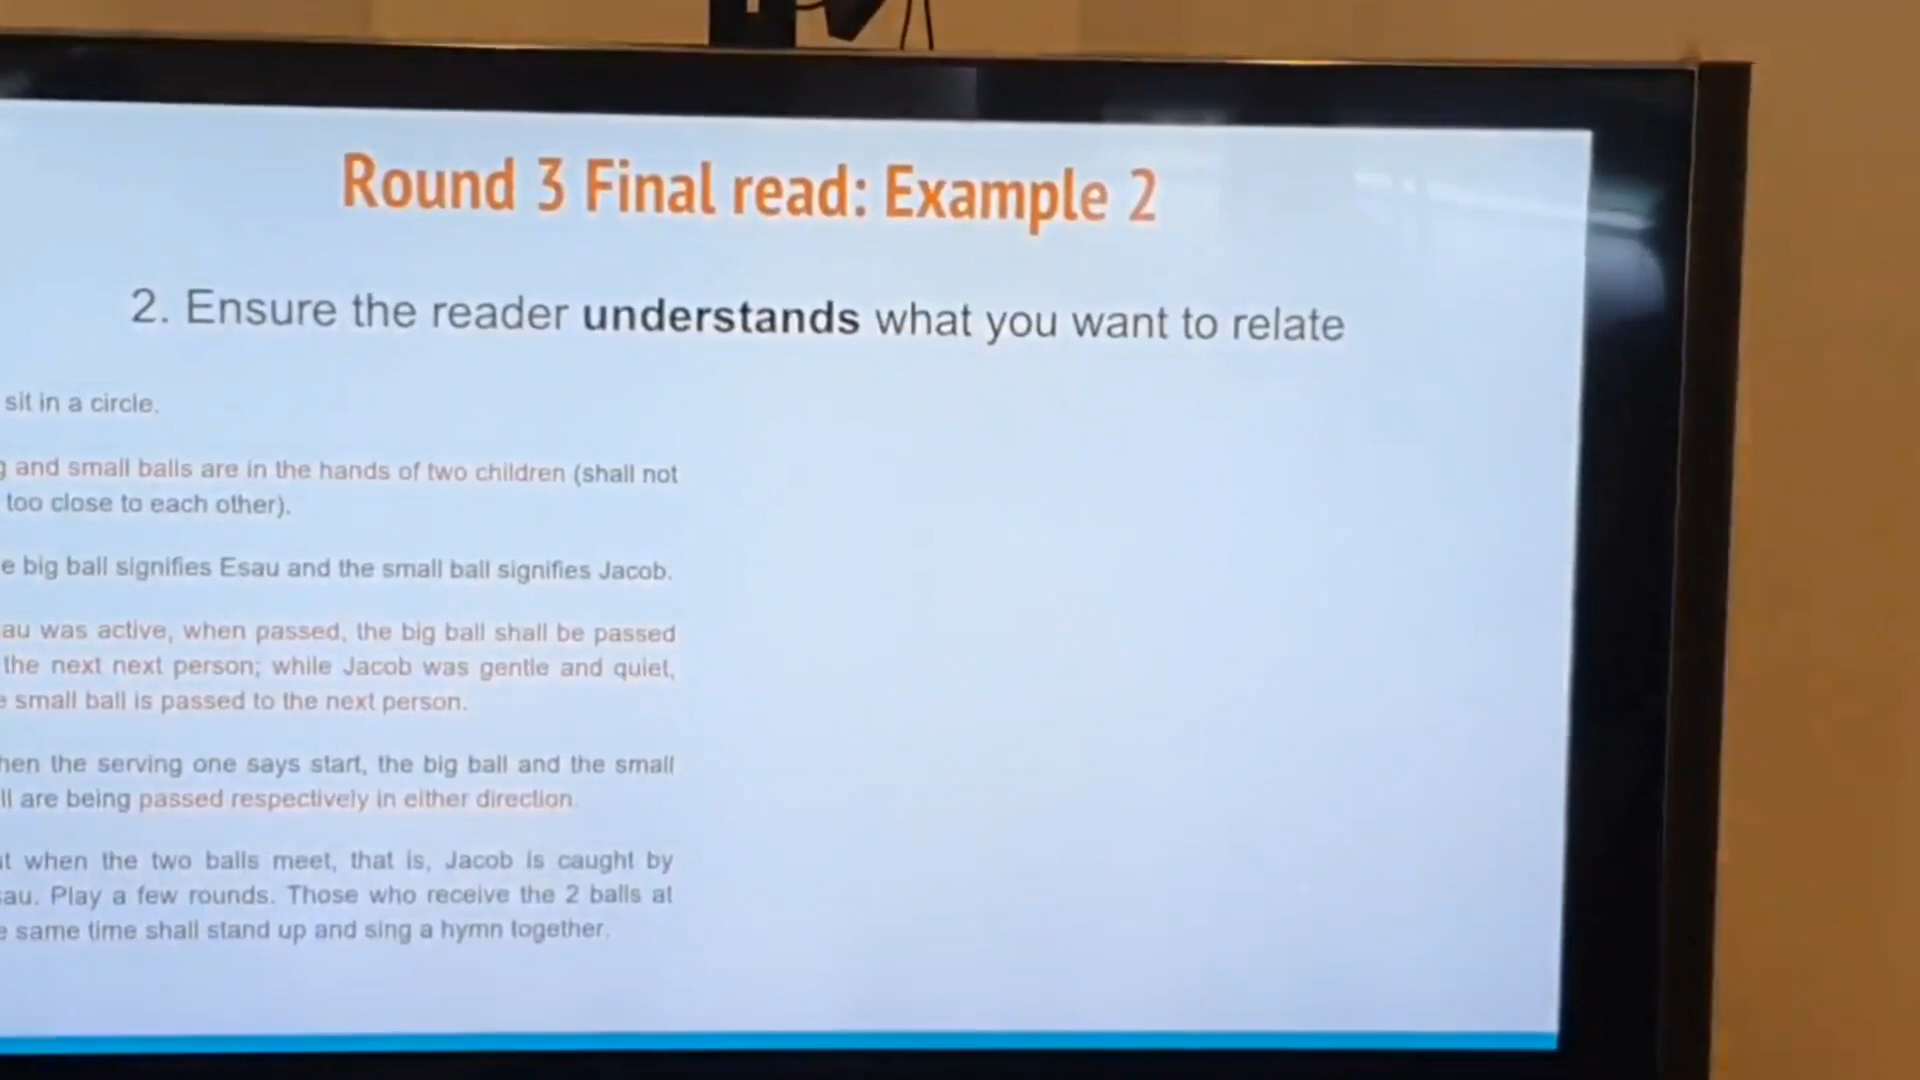 Round 3 Final read: Example 2
2. Ensure the reader understands what you want to relate
sit in a circle.
and small balls are in the hands of two children (shall not
too close to each other).
big ball signifies Esau and the small ball signifies Jacob.
was active, when passed, the big ball shall be passed
the next next person; while Jacob was gentle and quiet,
small ball is passed to the next person.
the serving one says start, the big ball and the small
are being passed respectively in either direction.
when the two balls meet, that is, Jacob is caught by
Play a few rounds. Those who receive the 2 balls at
same time shall stand up and sing a hymn together.